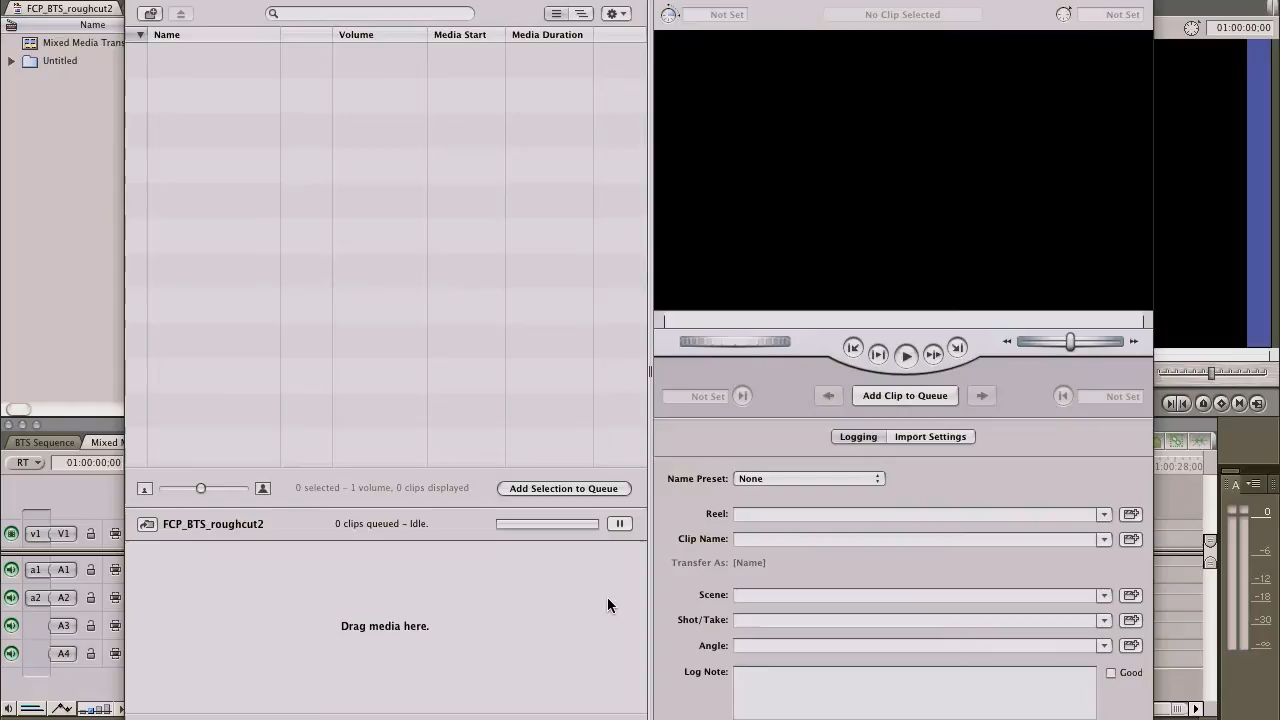 FCP_BTS_roughcut2
Name
Mixed Media Trans
Untitled
Name
Volume
Media Start
Media Duration
Not Set
No Clip Selected
Not Set
01:00:00;00
Not Set
Add Clip to Queue
Not Set
Logging
Import Settings
BTS Sequence
Mixed M
RT
01:00:00;00
0 selected – 1 volume, 0 clips displayed
Add Selection to Queue
FCP_BTS_roughcut2
0 clips queued – Idle.
Drag media here.
Name Preset:
None
Reel:
Clip Name:
Transfer As: [Name]
Scene:
Shot/Take:
Angle:
Log Note:
Good
v1 V1
a1 A1
a2 A2
A3
A4
1:00:28;00
A
0
-6
-12
-18
-30
-∞